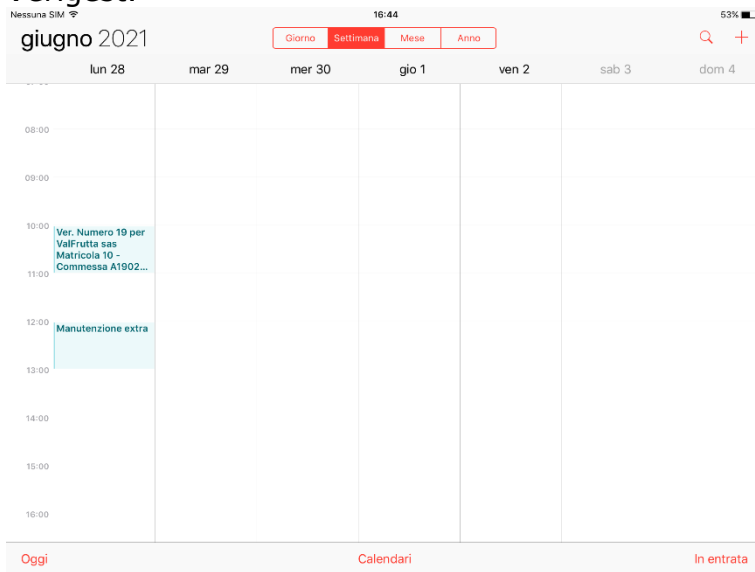 Nessuna SIM 16:44 53%
giugno 2021 Giorno Settimana Mese Anno
lun 28 mar 29 mer 30 gio 1 ven 2 sab 3 dom 4
08:00
09:00
10:00
Ver. Numero 19 per
ValFrutta sas
Matricola 10 -
Commessa A1902...
11:00
12:00
Manutenzione extra
13:00
14:00
15:00
16:00
Oggi Calendari In entrata